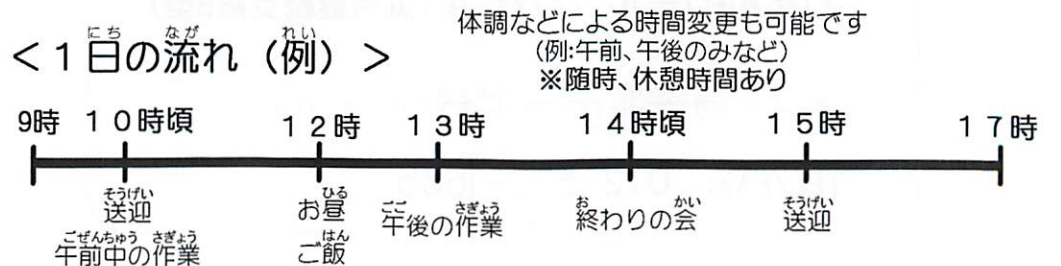 体調などによる時間変更も可能です
(例:午前、午後のみなど)
※随時、休憩時間あり
<1日の流れ(例)>
9時 10時頃 12時 13時 14時頃 15時 17時
送迎 お昼 午後の作業 終わりの会 送迎
午前中の作業 ご飯